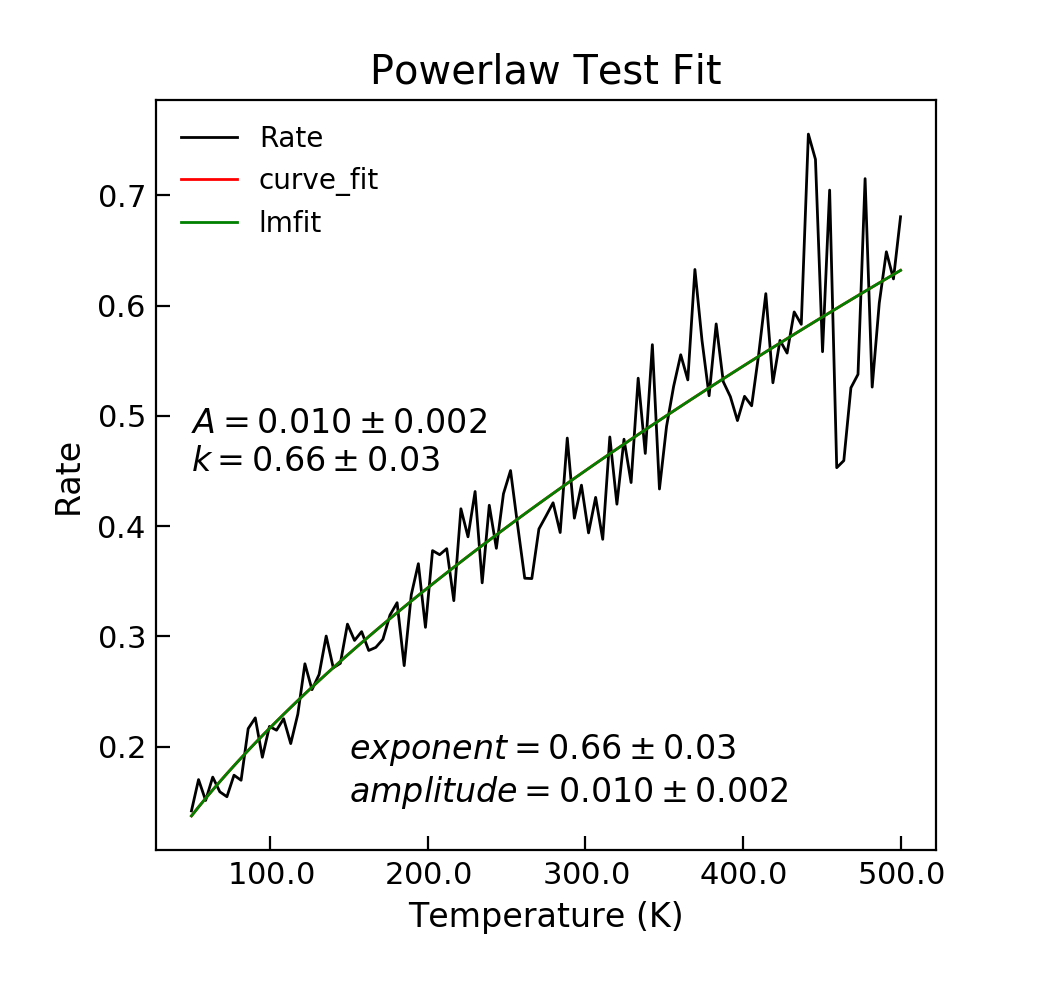 Powerlaw Test Fit
Rate
curve_fit
lmfit
0.7
0.6
0.5
0.4
0.3
0.2
Rate
A = 0.010 ± 0.002
k = 0.66 ± 0.03
exponent = 0.66 ± 0.03
amplitude = 0.010 ± 0.002
100.0 200.0 300.0 400.0 500.0
Temperature (K)